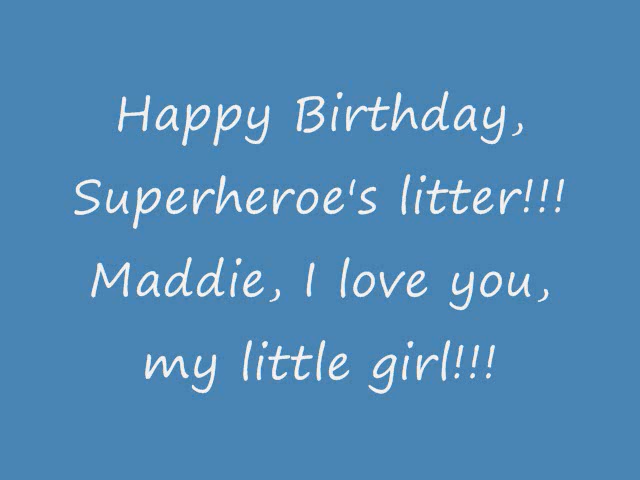 Happy Birthday,
Superheroe's litter!!!
Maddie, I love you,
my little girl!!!